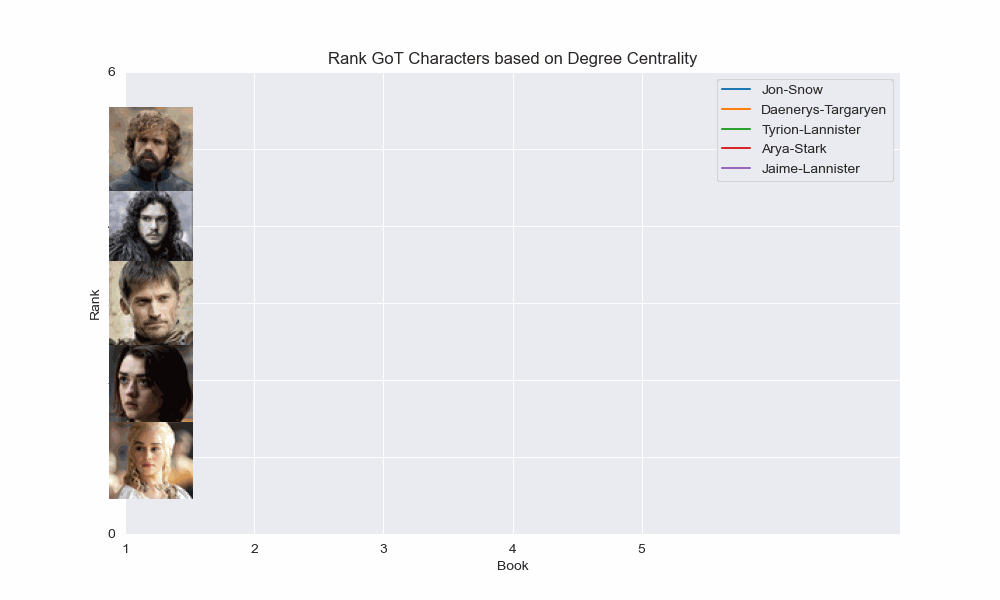 Rank GoT Characters based on Degree Centrality
6
Jon-Snow
Daenerys-Targaryen
Tyrion-Lannister
Arya-Stark
Jaime-Lannister
Rank
0
1 2 3 4 5
Book